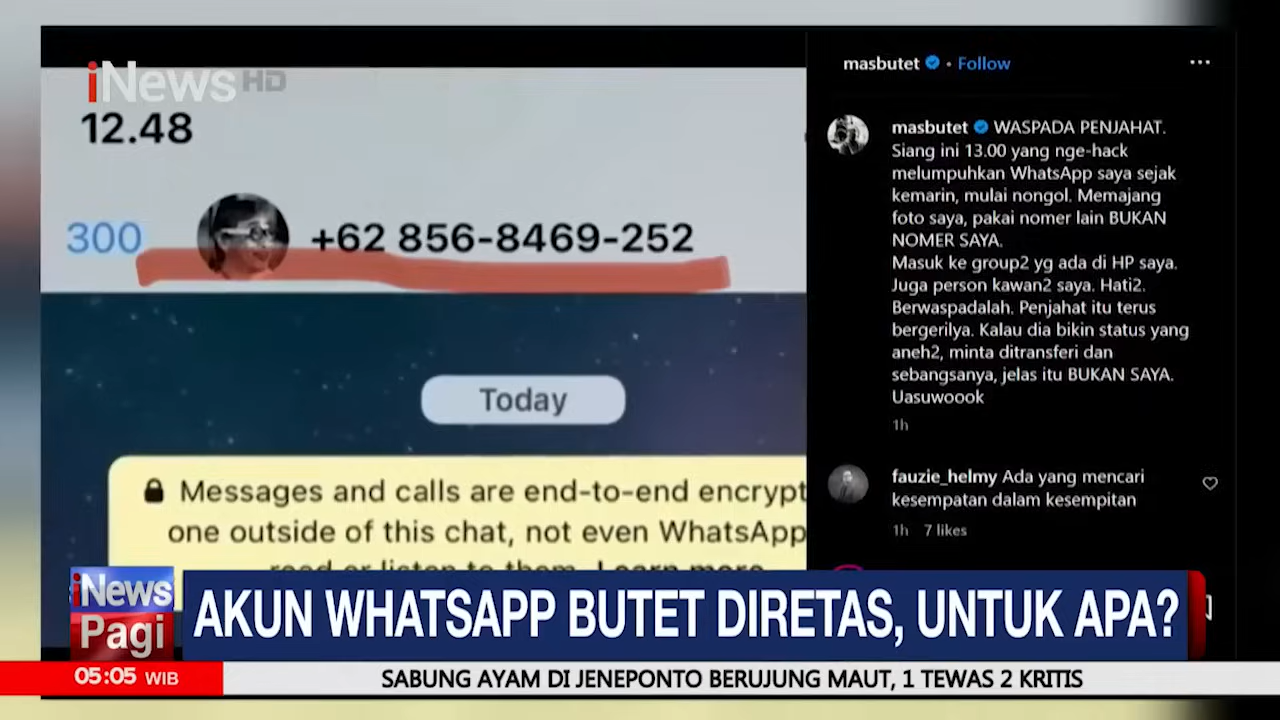 iNews HD
12.48
300
+62 856-8469-252
Today
Messages and calls are end-to-end encrypt
one outside of this chat, not even WhatsApp
masbutet • Follow
masbutet WASPADA PENJAHAT.
Siang ini 13.00 yang nge-hack
melumpuhkan WhatsApp saya sejak
kemarin, mulai nongol. Memajang
foto saya, pakai nomer lain BUKAN
NOMER SAYA.
Masuk ke group2 yg ada di HP saya.
Juga person kawan2 saya. Hati2.
Berwaspadalah. Penjahat itu terus
bergerilya. Kalau dia bikin status yang
aneh2, minta ditransferi dan
sebangsanya, jelas itu BUKAN SAYA.
Uasuwoook
1h
fauzie_helmy Ada yang mencari
kesempatan dalam kesempitan
1h 7 likes
iNews
Pagi
AKUN WHATSAPP BUTET DIRETAS, UNTUK APA?
05:05 WIB
SABUNG AYAM DI JENEPONTO BERUJUNG MAUT, 1 TEWAS 2 KRITIS